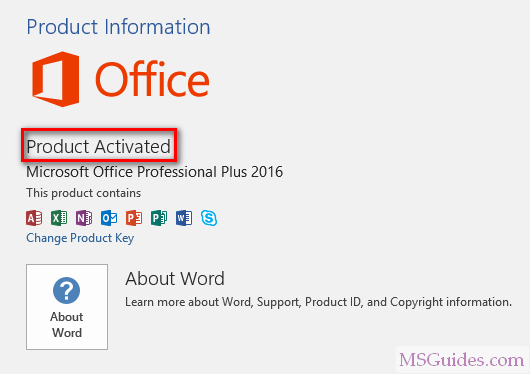 Product Information
Office
Product Activated
Microsoft Office Professional Plus 2016
This product contains
A X N O P P W S
Change Product Key
?
About Word
Learn more about Word, Support, Product ID, and Copyright information.
About
Word
MSGuides.com